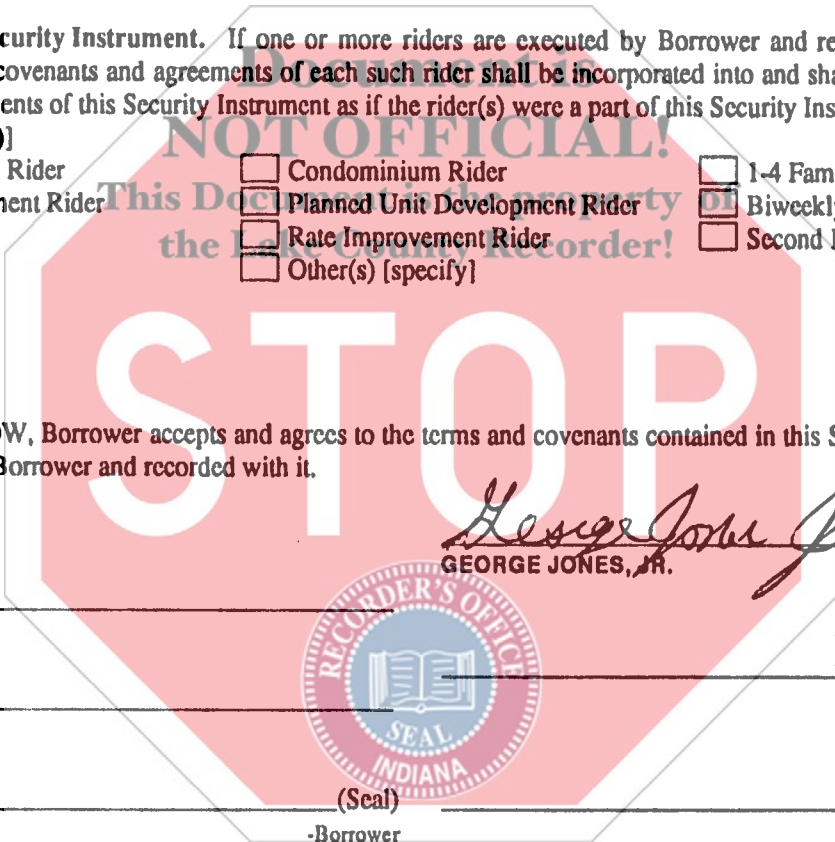 curity Instrument. If one or more riders are executed by Borrower and re
covenants and agreements of each such rider shall be incorporated into and sha
ents of this Security Instrument as if the rider(s) were a part of this Security Ins
)]
Rider
Condominium Rider
1-4 Fam
ent Rider
Planned Unit Development Rider
Biweekly
Rate Improvement Rider
Second
Other(s) [specify]
Document is
NOT OFFICIAL!
This Document is the property of
the Lake County Recorder!
STOP
W, Borrower accepts and agrees to the terms and covenants contained in this S
Borrower and recorded with it.
George Jones J
GEORGE JONES, JR.
RECORDER'S OFFICE
SEAL
INDIANA
(Seal)
-Borrower